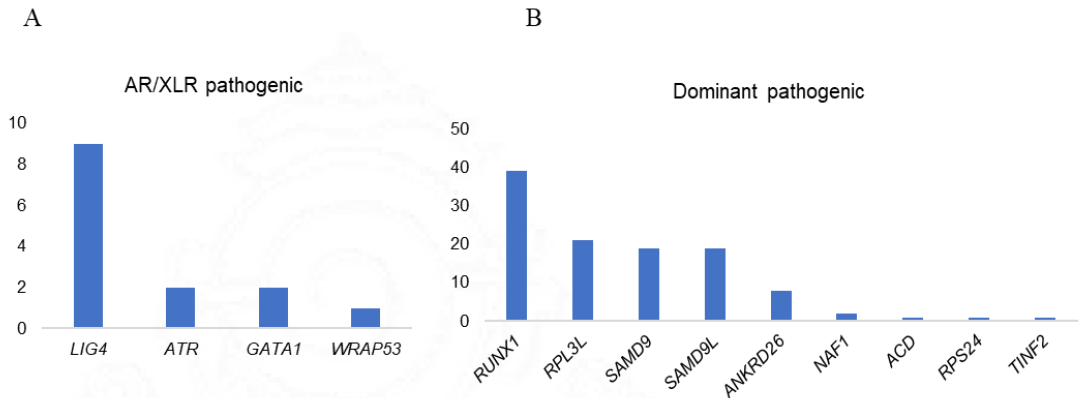 A
AR/XLR pathogenic
10
8
6
4
2
0
LIG4 ATR GATA1 WRAP53
B
Dominant pathogenic
50
40
30
20
10
0
RUNX1 RPL3L SAMD9 SAMD9L ANKRD26 NAF1 ACD RPS24 TINF2